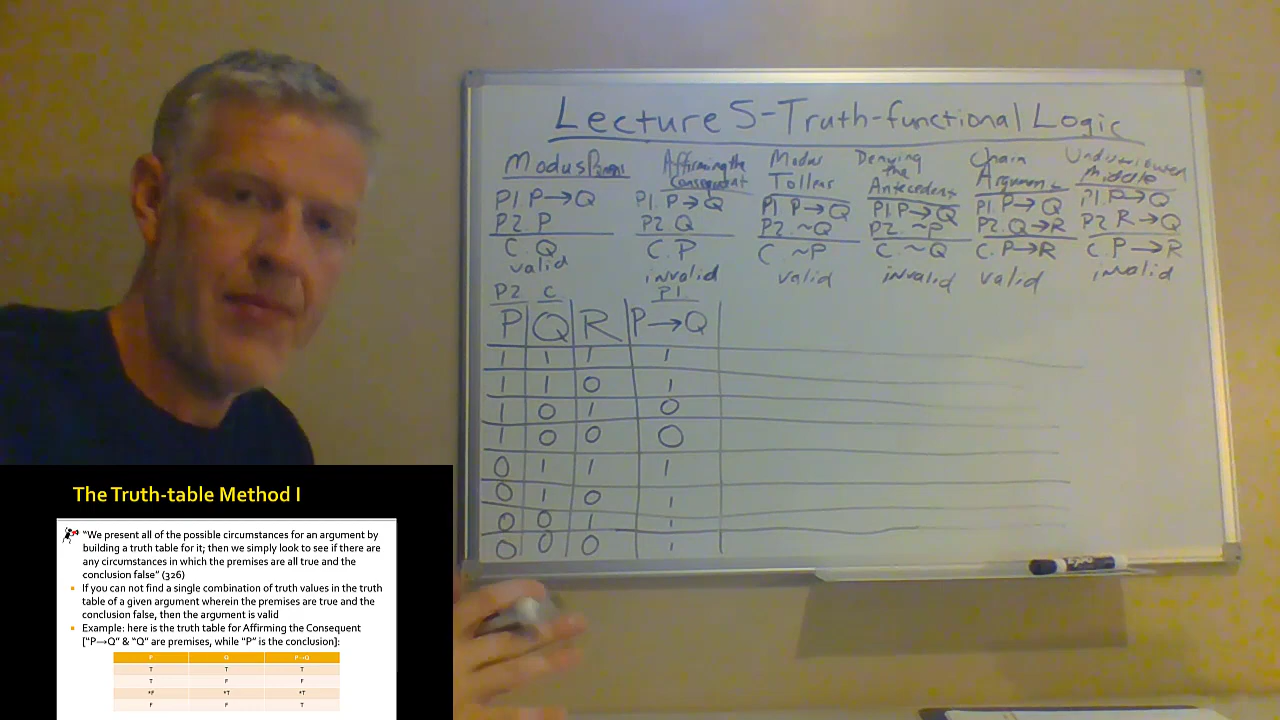 Lecture 5-Truth-functional Logic
Modus Ponens
P1. P→Q
P2. P
C. Q
valid
Affirming the
Consequent
P1. P→Q
P2. Q
C. P
invalid
Modus
Tollens
P1 P→Q
P2. ~Q
C ~P
valid
Denying
the
Antecedent
P1. P→Q
P2. ~P
C. ~Q
invalid
Chain
Argument
P1. P→Q
P2. Q→R
C. P→R
valid
Undistributed
Middle
P1. P→Q
P2 R→Q
C. P→R
invalid
P2 C P1
P Q R P→Q
1 1 1 1
1 1 0 1
1 0 1 0
1 0 0 0
0 1 1 1
0 1 0 1
0 0 1 1
0 0 0 1
EXPO
The Truth-table Method I
"We present all of the possible circumstances for an argument by
building a truth table for it; then we simply look to see if there are
any circumstances in which the premises are all true and the
conclusion false" (326)
If you can not find a single combination of truth values in the truth
table of a given argument wherein the premises are true and the
conclusion false, then the argument is valid
Example: here is the truth table for Affirming the Consequent
["P→Q" & "Q" are premises, while "P" is the conclusion]:
P Q P→Q
T T T
T F F
*F *T *T
F F T